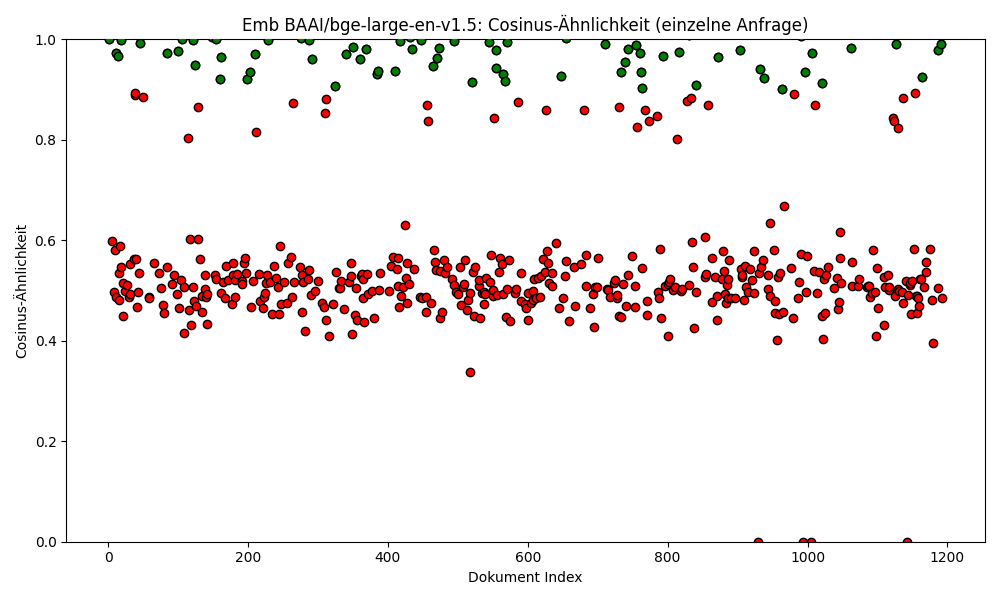 Emb BAAI/bge-large-en-v1.5: Cosinus-Ähnlichkeit (einzelne Anfrage)
1.0
0.8
0.6
0.4
0.2
0.0
Cosinus-Ähnlichkeit
0 200 400 600 800 1000 1200
Dokument Index